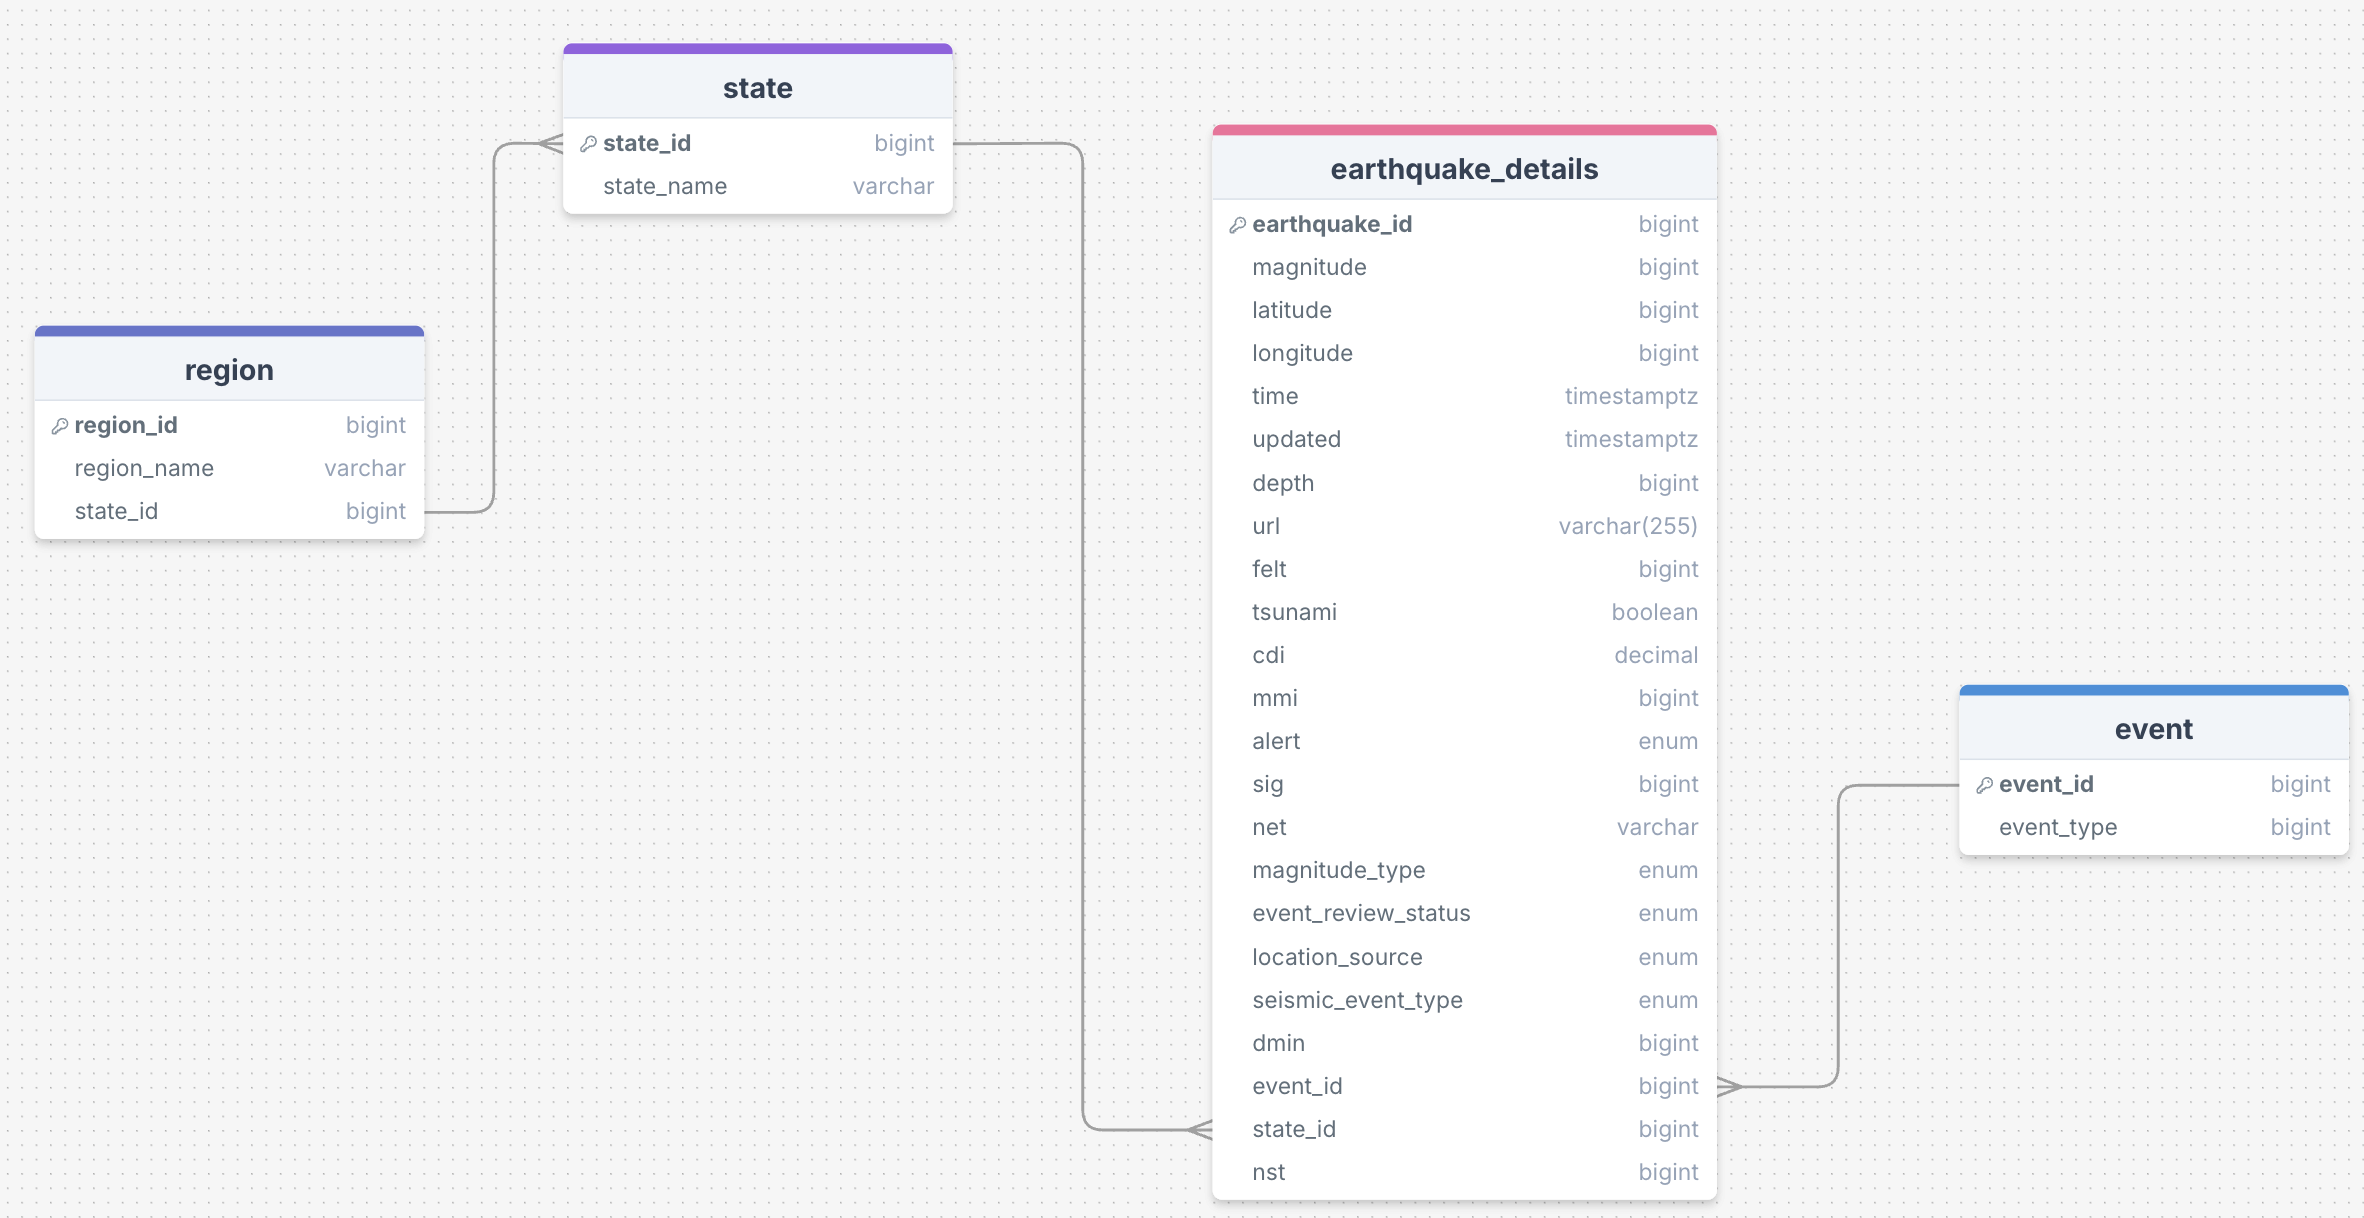 state
state_id bigint
state_name varchar
region
region_id bigint
region_name varchar
state_id bigint
earthquake_details
earthquake_id bigint
magnitude bigint
latitude bigint
longitude bigint
time timestamptz
updated timestamptz
depth bigint
url varchar(255)
felt bigint
tsunami boolean
cdi decimal
mmi bigint
alert enum
sig bigint
net varchar
magnitude_type enum
event_review_status enum
location_source enum
seismic_event_type enum
dmin bigint
event_id bigint
state_id bigint
nst bigint
event
event_id bigint
event_type bigint